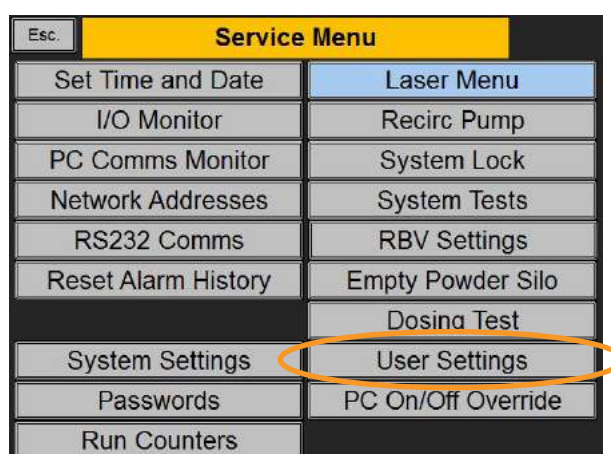 Esc. Service Menu
Set Time and Date Laser Menu
I/O Monitor Recirc Pump
PC Comms Monitor System Lock
Network Addresses System Tests
RS232 Comms RBV Settings
Reset Alarm History Empty Powder Silo
Dosing Test
System Settings User Settings
Passwords PC On/Off Override
Run Counters